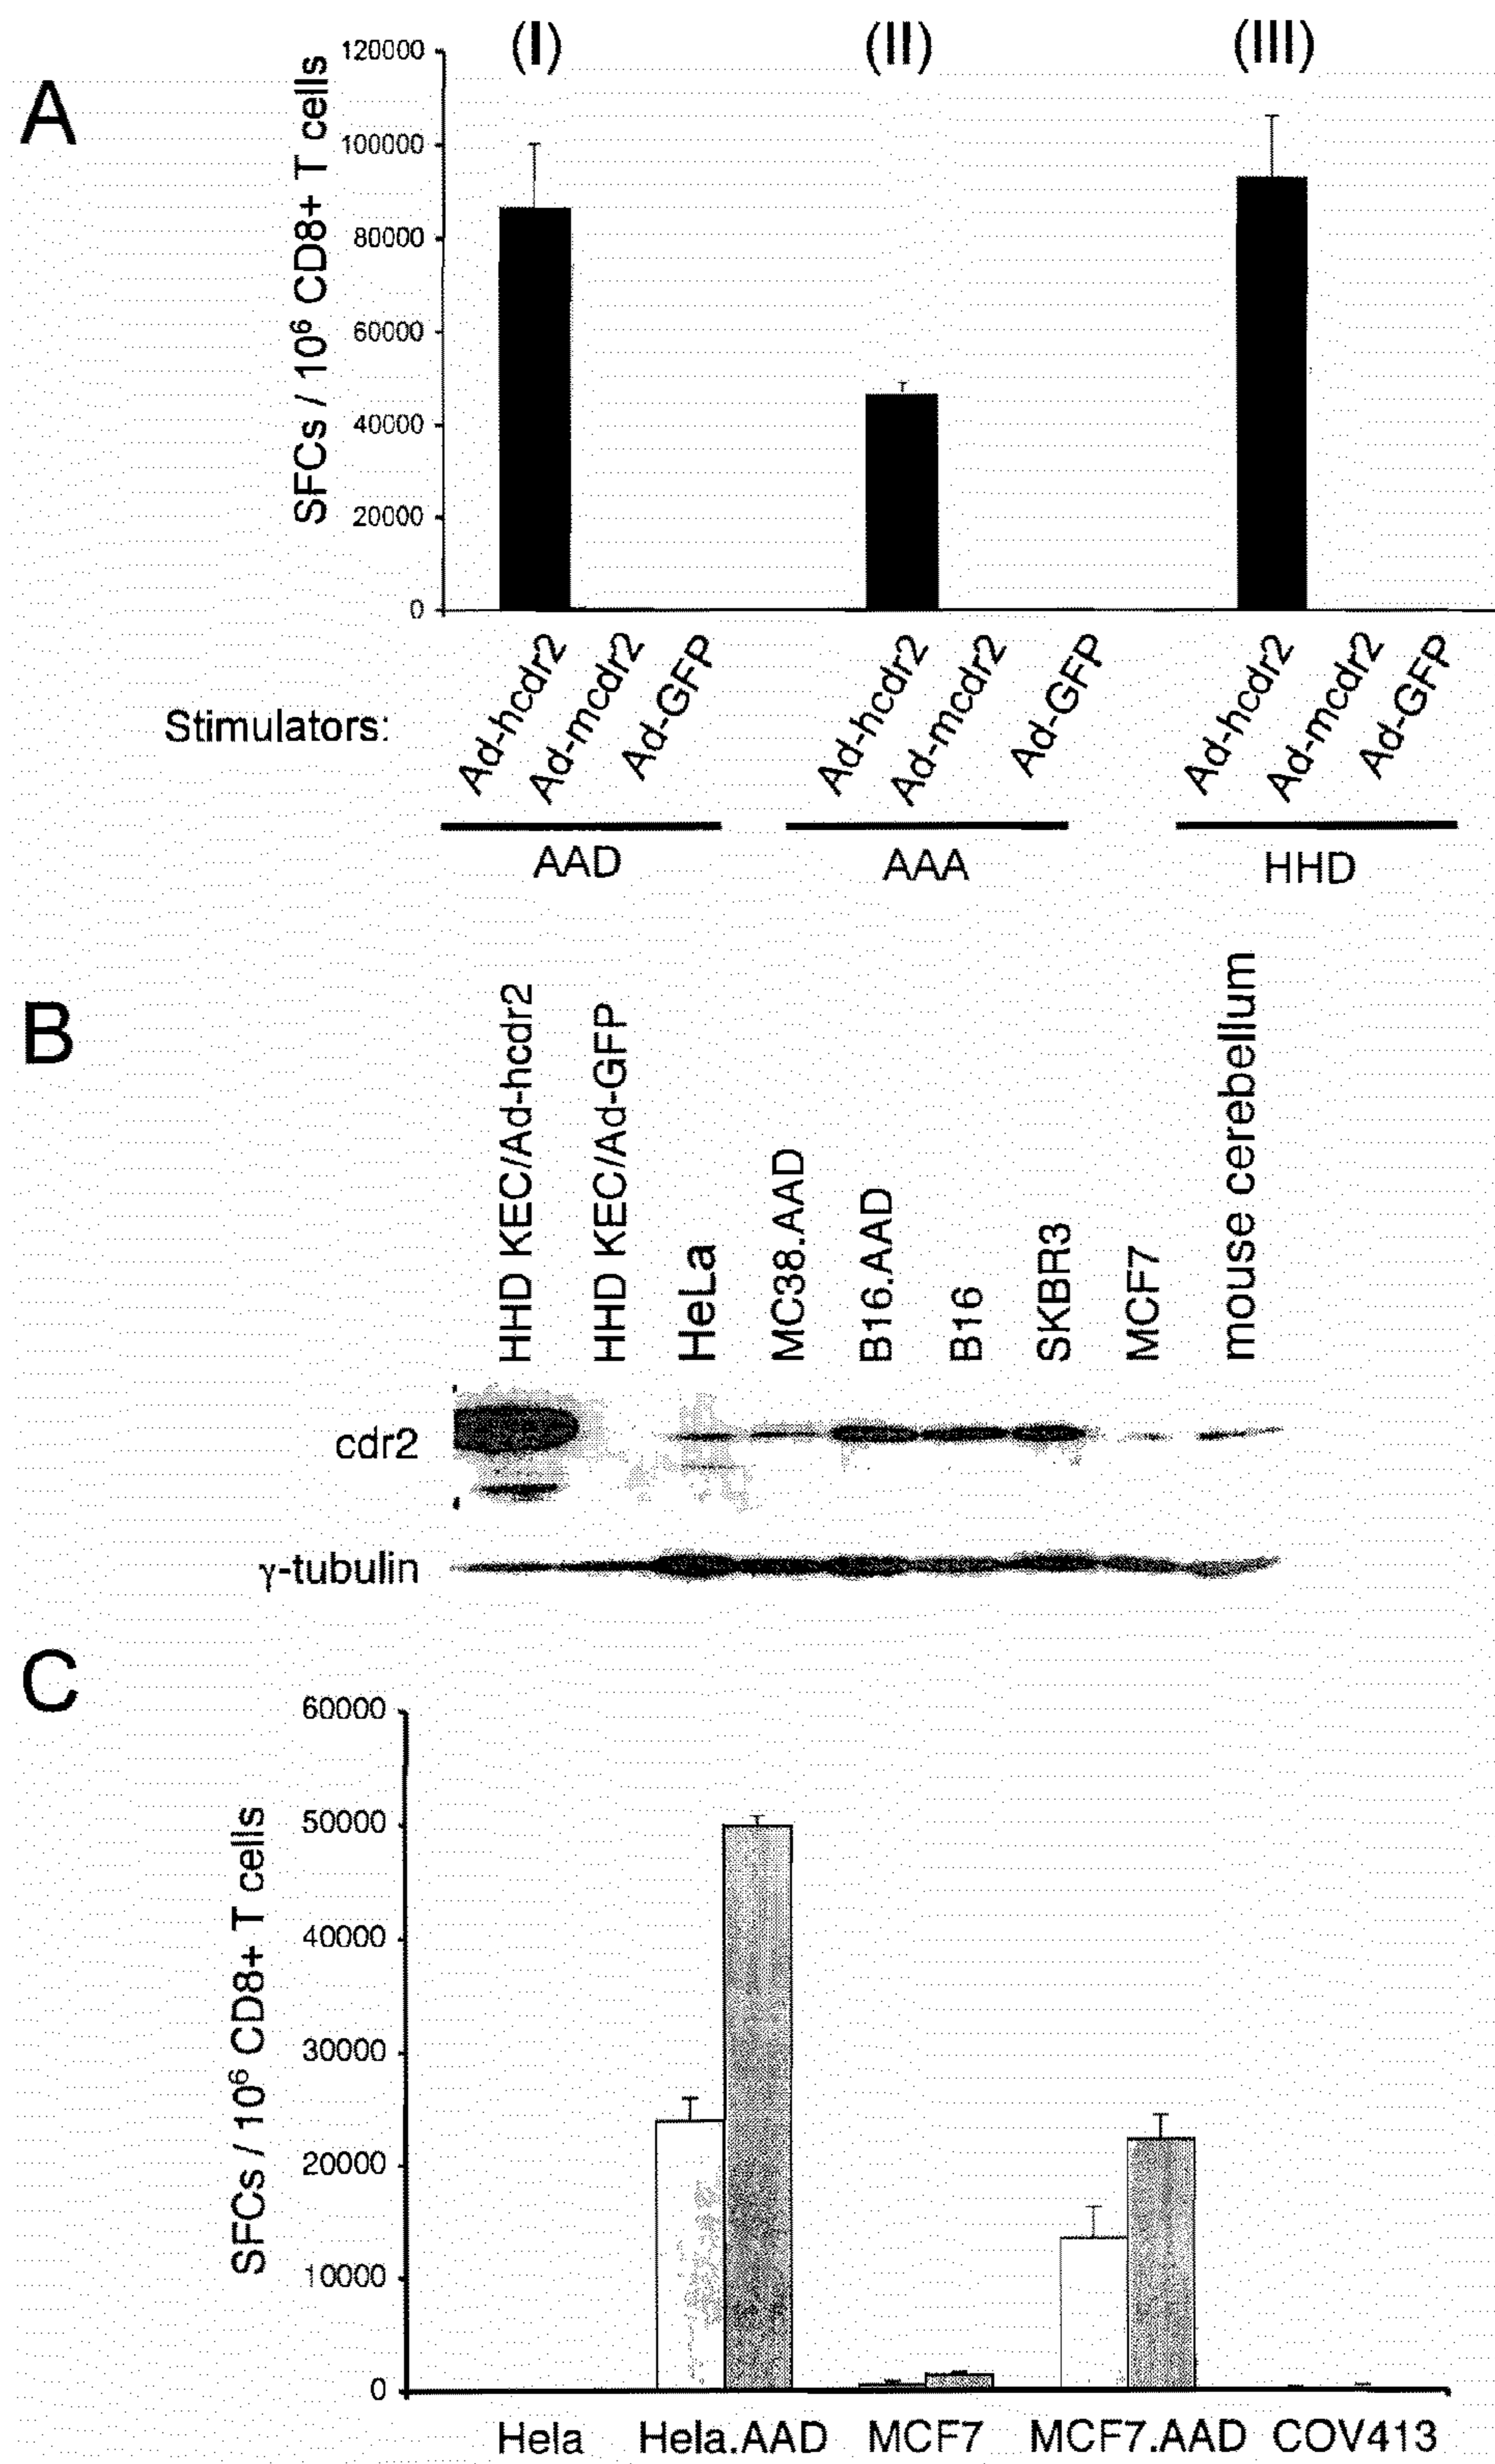 A
(I) (II) (III)
SFCs / 10⁶ CD8+ T cells
120000
100000
80000
60000
40000
20000
0
Stimulators:
Ad-hcdr2 Ad-mcdr2 Ad-GFP Ad-hcdr2 Ad-mcdr2 Ad-GFP Ad-hcdr2 Ad-mcdr2 Ad-GFP
AAD AAA HHD
B
HHD KEC/Ad-hcdr2
HHD KEC/Ad-GFP
HeLa
MC38.AAD
B16.AAD
B16
SKBR3
MCF7
mouse cerebellum
cdr2
γ-tubulin
C
SFCs / 10⁶ CD8+ T cells
60000
50000
40000
30000
20000
10000
0
Hela Hela.AAD MCF7 MCF7.AAD COV413